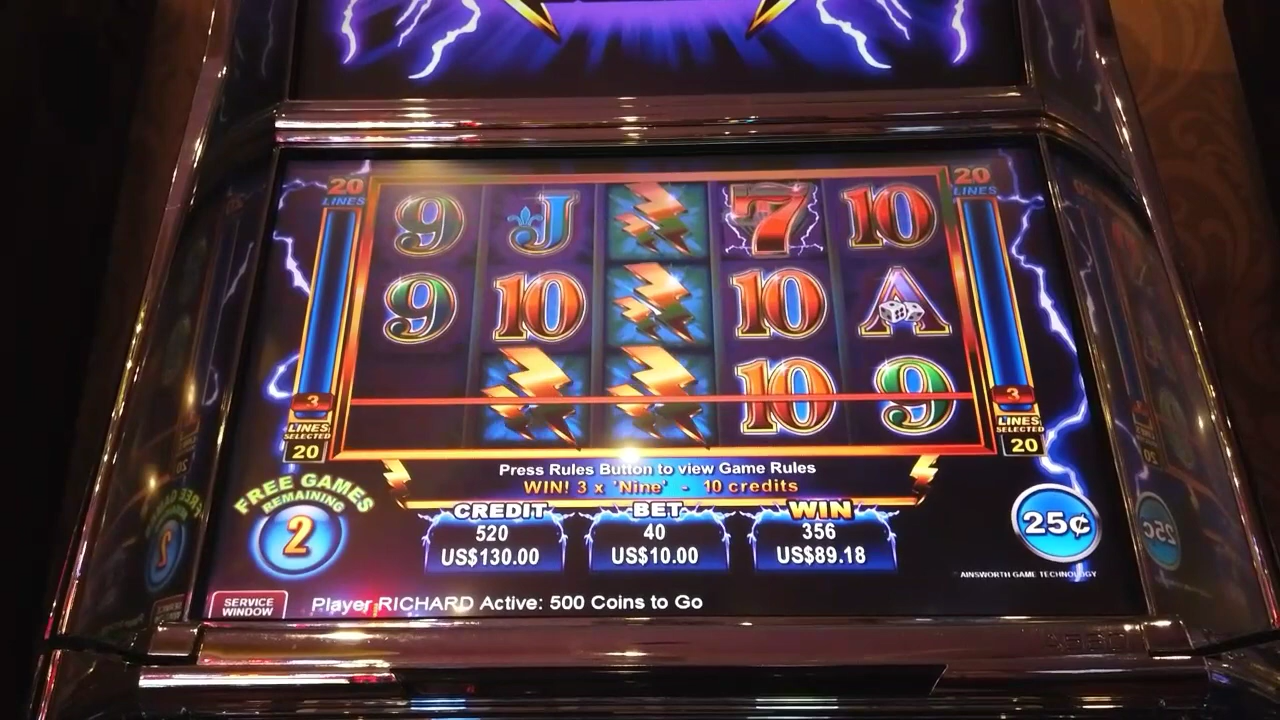 20 LINES
20 LINES
9 J 7 10
9 10 10 A
10 9
3
3
LINES SELECTED
LINES SELECTED
20
20
Press Rules Button to view Game Rules
WIN! 3 x 'Nine' - 10 credits
FREE GAMES
REMAINING
2
CREDIT
520
US$130.00
BET
40
US$10.00
WIN
356
US$89.18
25¢
AINSWORTH GAME TECHNOLOGY
SERVICE WINDOW
Player RICHARD Active: 500 Coins to Go